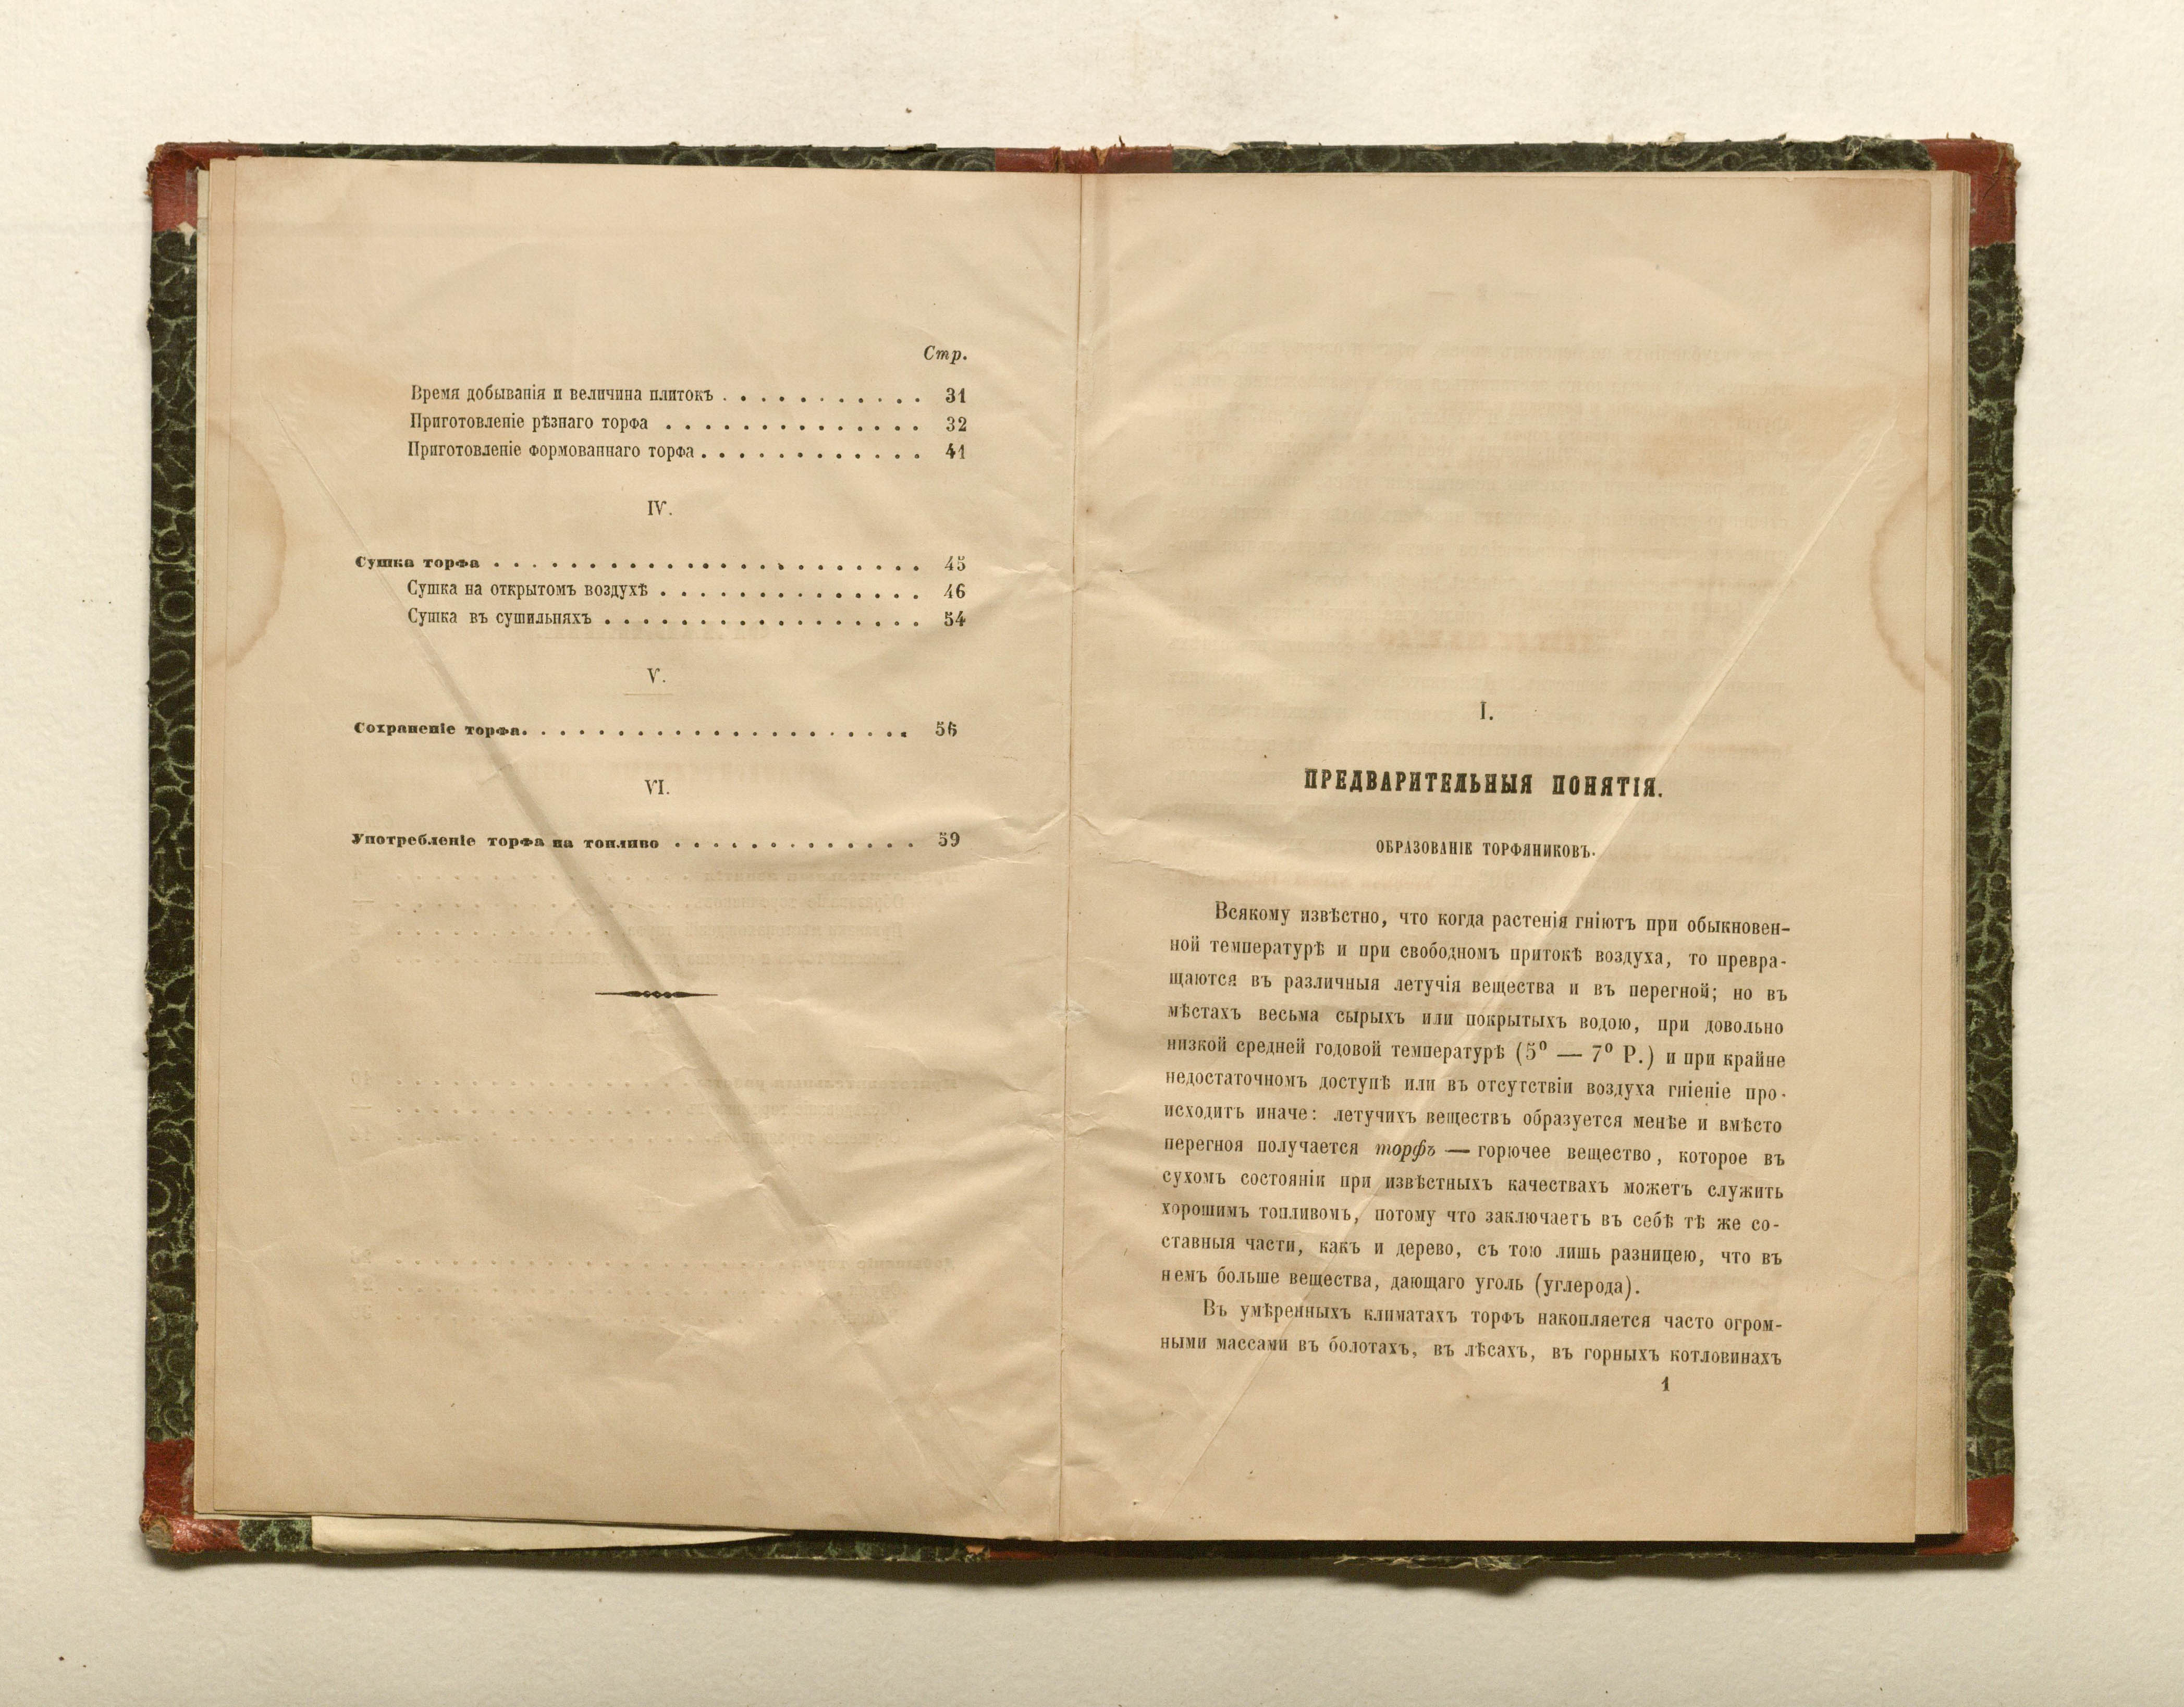 Стр.
Время добыванія и величина плитокъ . . . . . . . . . . . 31
Приготовленіе рѣзнаго торфа . . . . . . . . . . . . . . 32
Приготовленіе формованнаго торфа . . . . . . . . . . . . 41
IV.
Сушка торфа . . . . . . . . . . . . . . . . . . . . . . . 45
Сушка на открытомъ воздухѣ . . . . . . . . . . . . . . 46
Сушка въ сушильняхъ . . . . . . . . . . . . . . . . . 54
V.
Сохраненіе торфа. . . . . . . . . . . . . . . . . . . . . 56
VI.
Употребленіе торфа на топливо . . . . . . . . . . . . . 59
I.
ПРЕДВАРИТЕЛЬНЫЯ ПОНЯТІЯ.
ОБРАЗОВАНІЕ ТОРФЯНИКОВЪ.
Всякому извѣстно, что когда растенія гніютъ при обыкновен-
ной температурѣ и при свободномъ притокѣ воздуха, то превра-
щаются въ различныя летучія вещества и въ перегной; но въ
мѣстахъ весьма сырыхъ или покрытыхъ водою, при довольно
низкой средней годовой температурѣ (5° — 7° Р.) и при крайне
недостаточномъ доступѣ или въ отсутствіи воздуха гніеніе про-
исходитъ иначе: летучихъ веществъ образуется менѣе и вмѣсто
перегноя получается торфъ — горючее вещество, которое въ
сухомъ состояніи при извѣстныхъ качествахъ можетъ служить
хорошимъ топливомъ, потому что заключаетъ въ себѣ тѣ же со-
ставныя части, какъ и дерево, съ тою лишь разницею, что въ
немъ больше вещества, дающаго уголь (углерода).
Въ умѣренныхъ климатахъ торфъ накопляется часто огром-
ными массами въ болотахъ, въ лѣсахъ, въ горныхъ котловинахъ
1